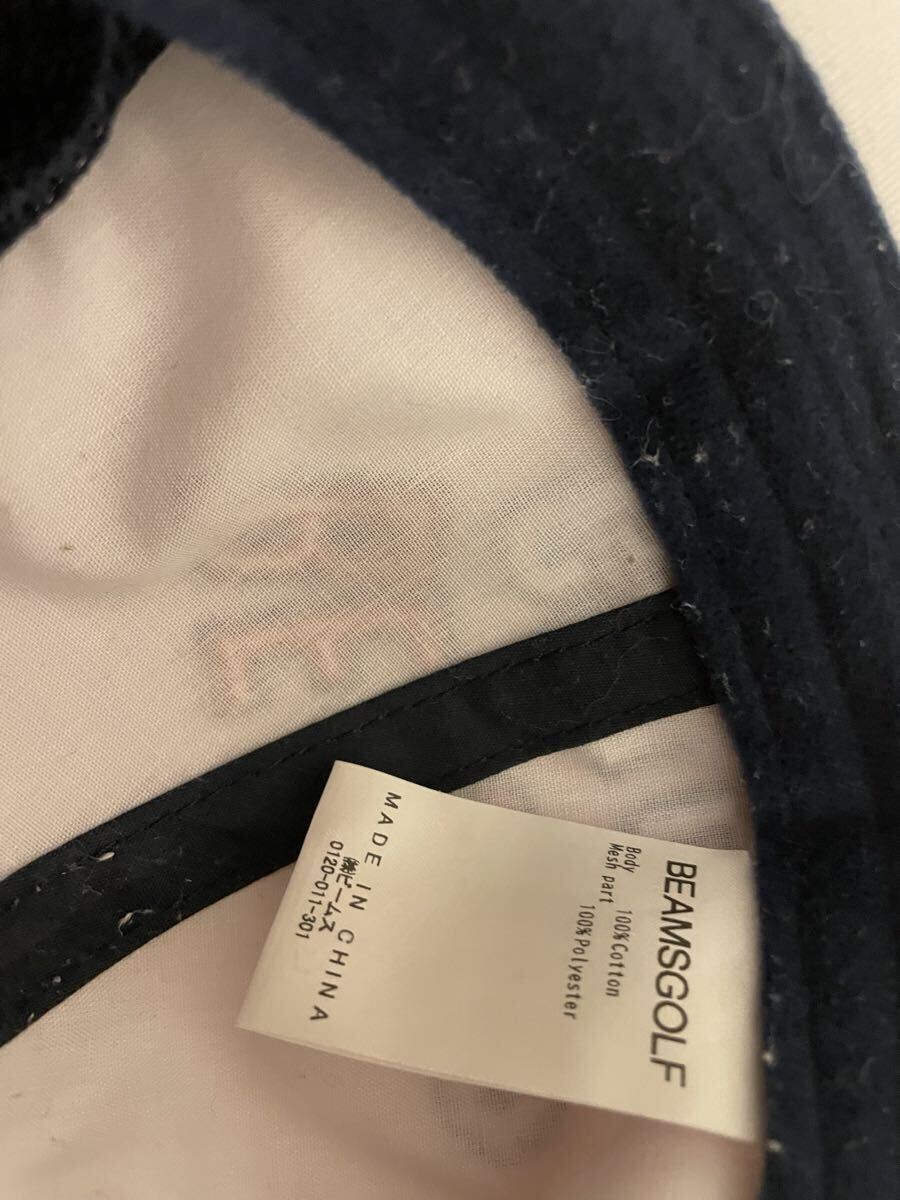 BEAMSGOLF
Body 100%Cotton
Mesh part 100%Polyester
MADE IN CHINA
㈱ビームス
0120-011-301